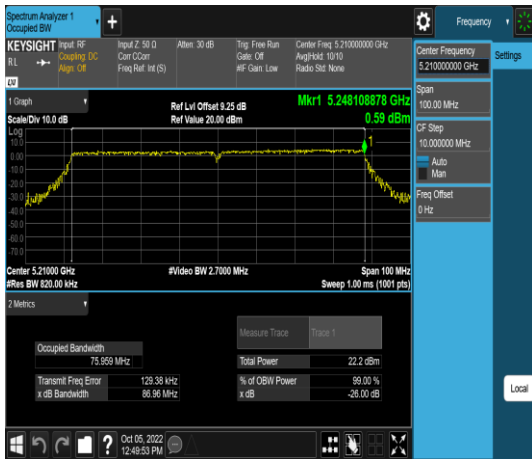 Spectrum Analyzer 1
Occupied BW
Frequency
KEYSIGHT
Input: RF
Input Z: 50 Ω
Atten: 30 dB
Trig: Free Run
Center Freq: 5.210000000 GHz
R L
Coupling: DC
Corr CCorr
Gate: Off
Avg|Hold: 10/10
Align: Off
Freq Ref: Int (S)
#IF Gain: Low
Radio Std: None
LXI
Center Frequency
5.210000000 GHz
Settings
Span
100.00 MHz
CF Step
10.000000 MHz
Auto
Man
Freq Offset
0 Hz
Local
1 Graph
Ref Lvl Offset 9.25 dB
Mkr1 5.248108878 GHz
Scale/Div 10.0 dB
Ref Value 20.00 dBm
0.59 dBm
Log
10.0
0.00
-10.0
-20.0
-30.0
-40.0
-50.0
-60.0
-70.0
1
Center 5.21000 GHz
#Video BW 2.7000 MHz
Span 100 MHz
#Res BW 820.00 kHz
Sweep 1.00 ms (1001 pts)
2 Metrics
Measure Trace
Trace 1
Occupied Bandwidth
75.959 MHz
Total Power
22.2 dBm
Transmit Freq Error
129.38 kHz
% of OBW Power
99.00 %
x dB Bandwidth
86.96 MHz
x dB
-26.00 dB
Oct 05, 2022
12:49:53 PM